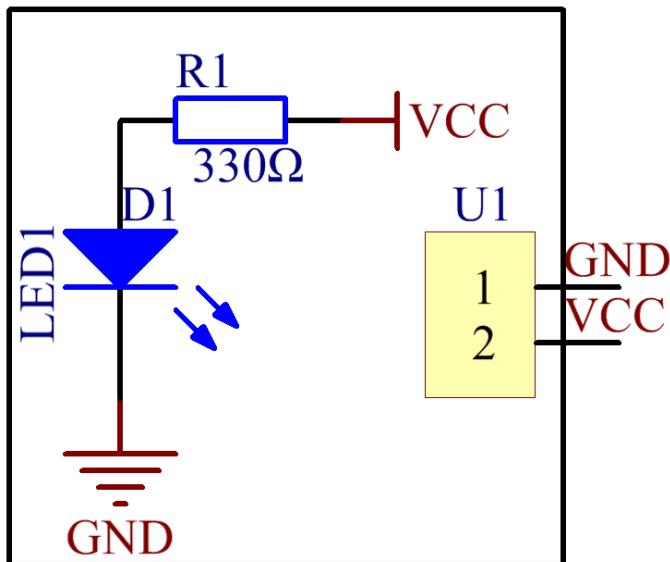 R1
VCC
330Ω
D1
U1
LED1
GND
1
VCC
2
GND